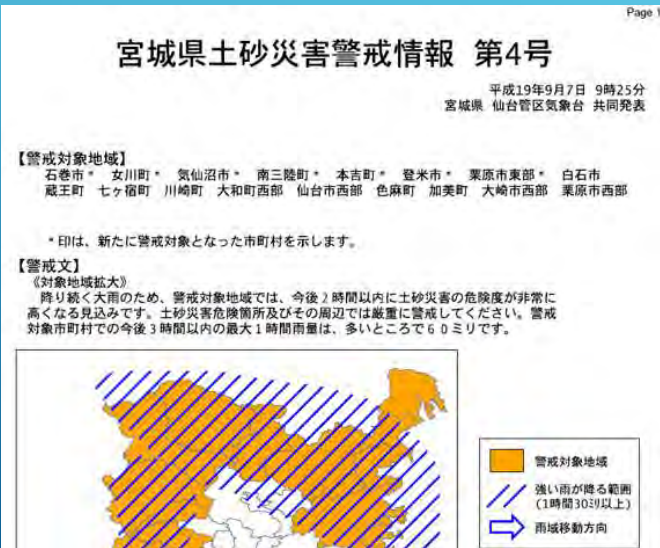 Page 1
宮城県土砂災害警戒情報 第4号
平成19年9月7日 9時25分
宮城県 仙台管区気象台 共同発表
【警戒対象地域】
石巻市* 女川町* 気仙沼市* 南三陸町* 本吉町* 登米市* 栗原市東部* 白石市
蔵王町 七ヶ宿町 川崎町 大和町西部 仙台市西部 色麻町 加美町 大崎市西部 栗原市西部
*印は、新たに警戒対象となった市町村を示します。
【警戒文】
《対象地域拡大》
降り続く大雨のため、警戒対象地域では、今後2時間以内に土砂災害の危険度が非常に
高くなる見込みです。土砂災害危険箇所及びその周辺では厳重に警戒してください。警戒
対象市町村での今後3時間以内の最大1時間雨量は、多いところで60ミリです。
警戒対象地域
強い雨が降る範囲
(1時間30ミリ以上)
雨域移動方向